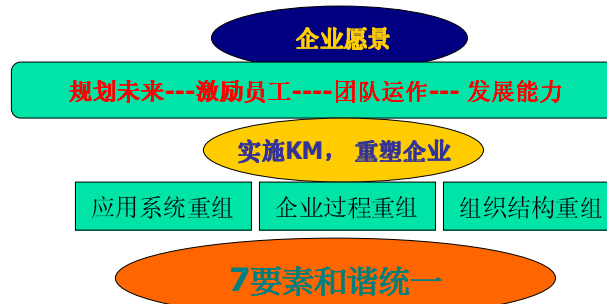 企业愿景
规划未来---激励员工----团队运作--- 发展能力
实施KM， 重塑企业
应用系统重组
企业过程重组
组织结构重组
7要素和谐统一